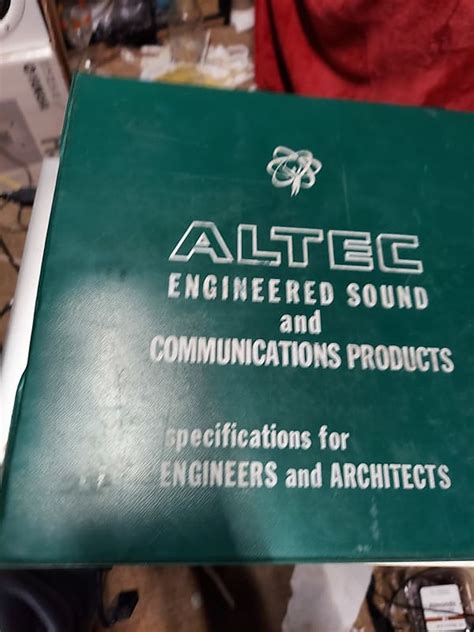 ALTEC
ENGINEERED SOUND
and
COMMUNICATIONS PRODUCTS
specifications for
ENGINEERS and ARCHITECTS